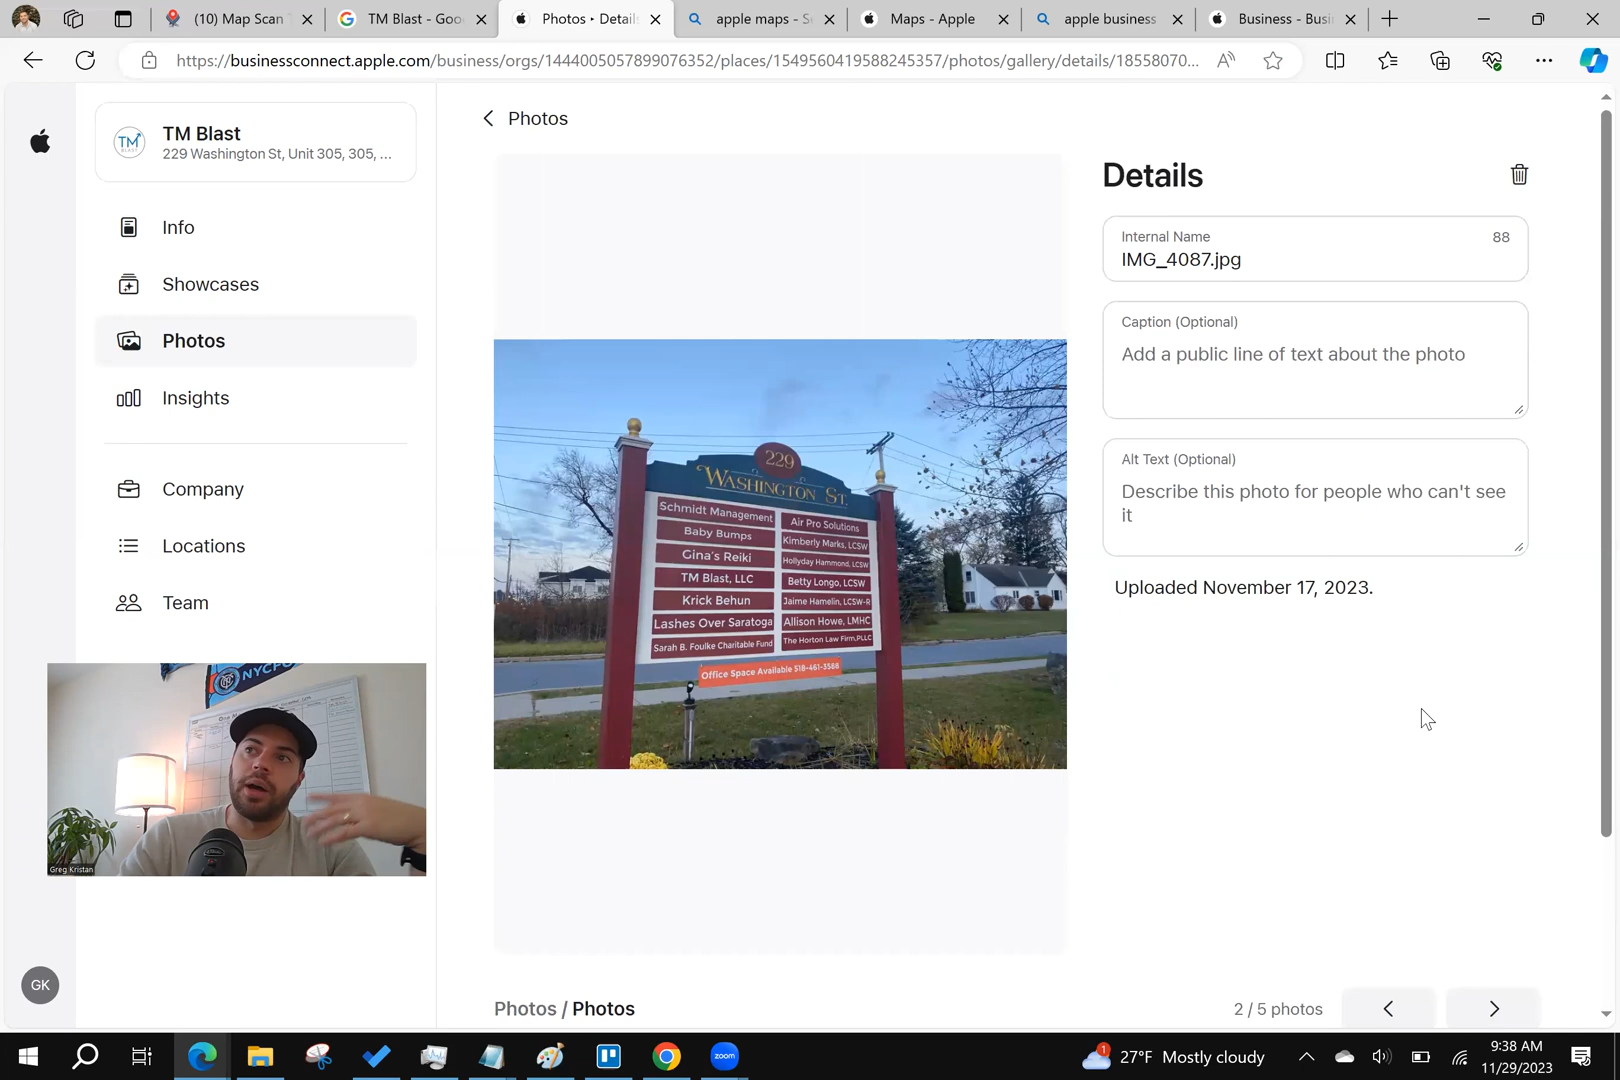 (10) Map Scan
TM Blast - Goo
Photos ‣ Detail
apple maps - S
Maps - Apple
apple business
Business - Busi
https://businessconnect.apple.com/business/orgs/1444005057899076352/places/1549560419588245357/photos/gallery/details/18558070...
TM
BLAST
TM Blast
229 Washington St, Unit 305, 305, ...
Info
Showcases
Photos
Insights
Company
Locations
Team
NYCFC
Greg Kristan
GK
Photos
229
WASHINGTON ST.
Schmidt Management
Baby Bumps
Gina's Reiki
TM Blast, LLC
Krick Behun
Lashes Over Saratoga
Sarah B. Foulke Charitable Fund
Air Pro Solutions
Kimberly Marks, LCSW
Hollyday Hammond, LCSW
Betty Longo, LCSW
Jaime Hamelin, LCSW-R
Allison Howe, LMHC
The Horton Law Firm,PLLC
Office Space Available 518-461-3588
Details
Internal Name
88
IMG_4087.jpg
Caption (Optional)
Add a public line of text about the photo
Alt Text (Optional)
Describe this photo for people who can't see
it
Uploaded November 17, 2023.
Photos / Photos
2 / 5 photos
zoom
1
27°F Mostly cloudy
9:38 AM
11/29/2023